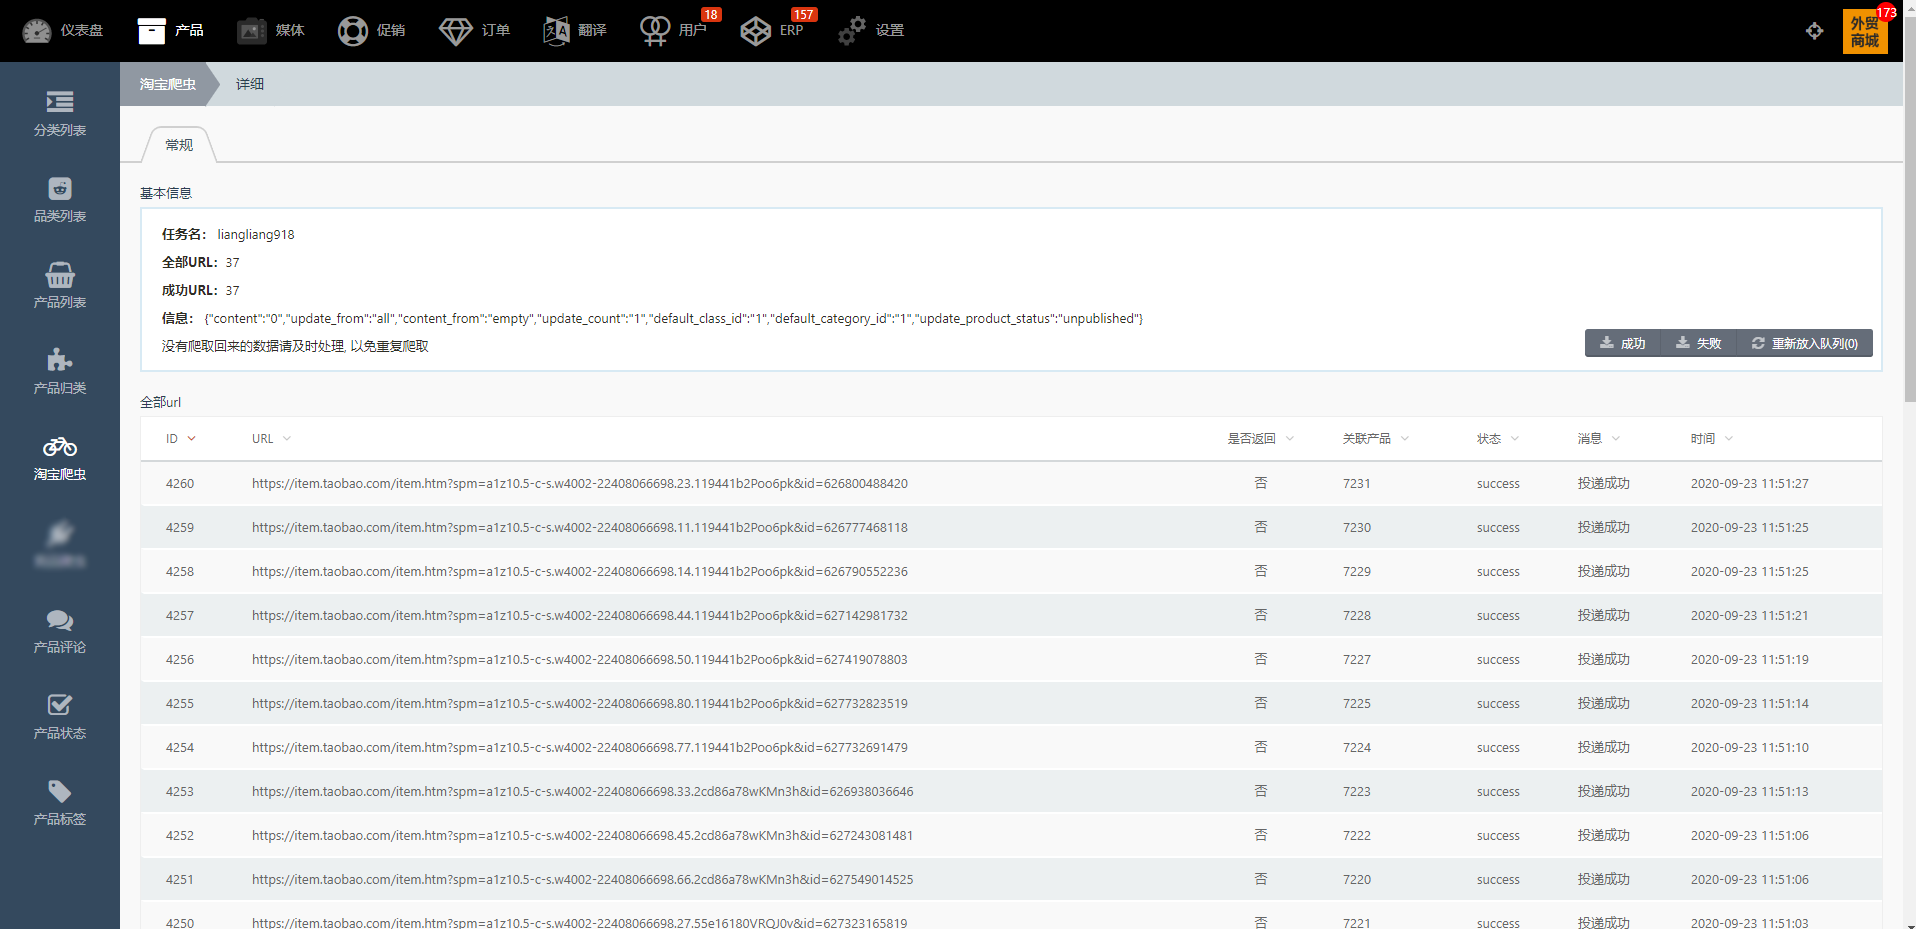 仪表盘 产品 媒体 促销 订单 翻译 用户 18 ERP 157 设置 外贸商城 173
淘宝爬虫 详细
分类列表
品类列表
产品列表
产品归类
淘宝爬虫
产品评论
产品状态
产品标签
常规
基本信息
任务名: liangliang918
全部URL: 37
成功URL: 37
信息: {"content":"0","update_from":"all","content_from":"empty","update_count":"1","default_class_id":"1","default_category_id":"1","update_product_status":"unpublished"}
没有爬取回来的数据请及时处理, 以免重复爬取
成功 失败 重新放入队列(0)
全部url
ID URL 是否返回 关联产品 状态 消息 时间
4260 https://item.taobao.com/item.htm?spm=a1z10.5-c-s.w4002-22408066698.23.119441b2Poo6pk&id=626800488420 否 7231 success 投递成功 2020-09-23 11:51:27
4259 https://item.taobao.com/item.htm?spm=a1z10.5-c-s.w4002-22408066698.11.119441b2Poo6pk&id=626777468118 否 7230 success 投递成功 2020-09-23 11:51:25
4258 https://item.taobao.com/item.htm?spm=a1z10.5-c-s.w4002-22408066698.14.119441b2Poo6pk&id=626790552236 否 7229 success 投递成功 2020-09-23 11:51:25
4257 https://item.taobao.com/item.htm?spm=a1z10.5-c-s.w4002-22408066698.44.119441b2Poo6pk&id=627142981732 否 7228 success 投递成功 2020-09-23 11:51:21
4256 https://item.taobao.com/item.htm?spm=a1z10.5-c-s.w4002-22408066698.50.119441b2Poo6pk&id=627419078803 否 7227 success 投递成功 2020-09-23 11:51:19
4255 https://item.taobao.com/item.htm?spm=a1z10.5-c-s.w4002-22408066698.80.119441b2Poo6pk&id=627732823519 否 7225 success 投递成功 2020-09-23 11:51:14
4254 https://item.taobao.com/item.htm?spm=a1z10.5-c-s.w4002-22408066698.77.119441b2Poo6pk&id=627732691479 否 7224 success 投递成功 2020-09-23 11:51:10
4253 https://item.taobao.com/item.htm?spm=a1z10.5-c-s.w4002-22408066698.33.2cd86a78wKMn3h&id=626938036646 否 7223 success 投递成功 2020-09-23 11:51:13
4252 https://item.taobao.com/item.htm?spm=a1z10.5-c-s.w4002-22408066698.45.2cd86a78wKMn3h&id=627243081481 否 7222 success 投递成功 2020-09-23 11:51:06
4251 https://item.taobao.com/item.htm?spm=a1z10.5-c-s.w4002-22408066698.66.2cd86a78wKMn3h&id=627549014525 否 7220 success 投递成功 2020-09-23 11:51:06
4250 https://item.taobao.com/item.htm?spm=a1z10.5-c-s.w4002-22408066698.27.55e16180VRQJ0v&id=627323165819 否 7221 success 投递成功 2020-09-23 11:51:03